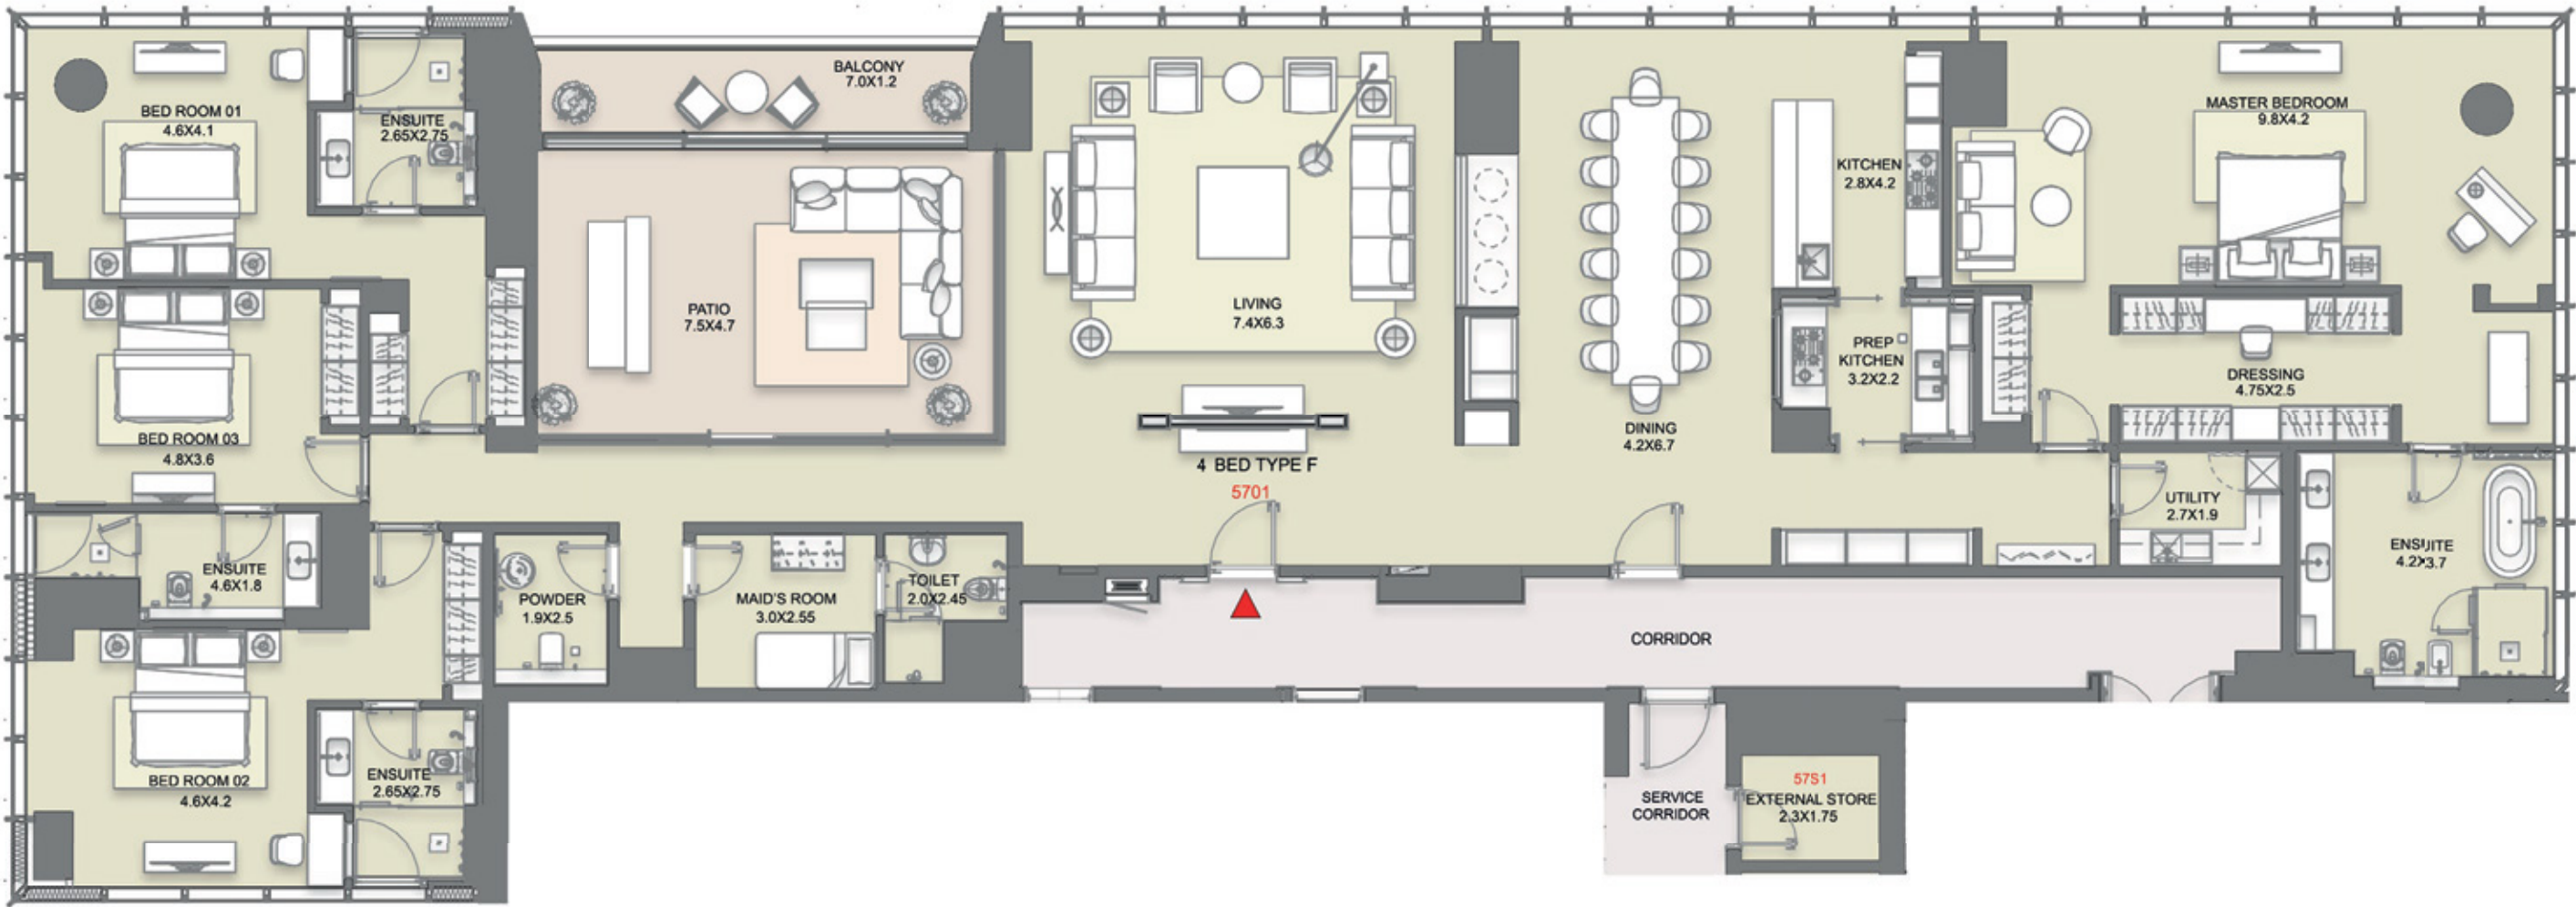 BED ROOM 01
4.6X4.1
ENSUITE
2.65X2.75
BALCONY
7.0X1.2
PATIO
7.5X4.7
LIVING
7.4X6.3
4 BED TYPE F
5701
DINING
4.2X6.7
KITCHEN
2.8X4.2
PREP
KITCHEN
3.2X2.2
MASTER BEDROOM
9.8X4.2
DRESSING
4.75X2.5
UTILITY
2.7X1.9
ENSUITE
4.2X3.7
BED ROOM 03
4.8X3.6
ENSUITE
4.6X1.8
POWDER
1.9X2.5
MAID'S ROOM
3.0X2.55
TOILET
2.0X2.45
CORRIDOR
BED ROOM 02
4.6X4.2
ENSUITE
2.65X2.75
SERVICE
CORRIDOR
57S1
EXTERNAL STORE
2.3X1.75